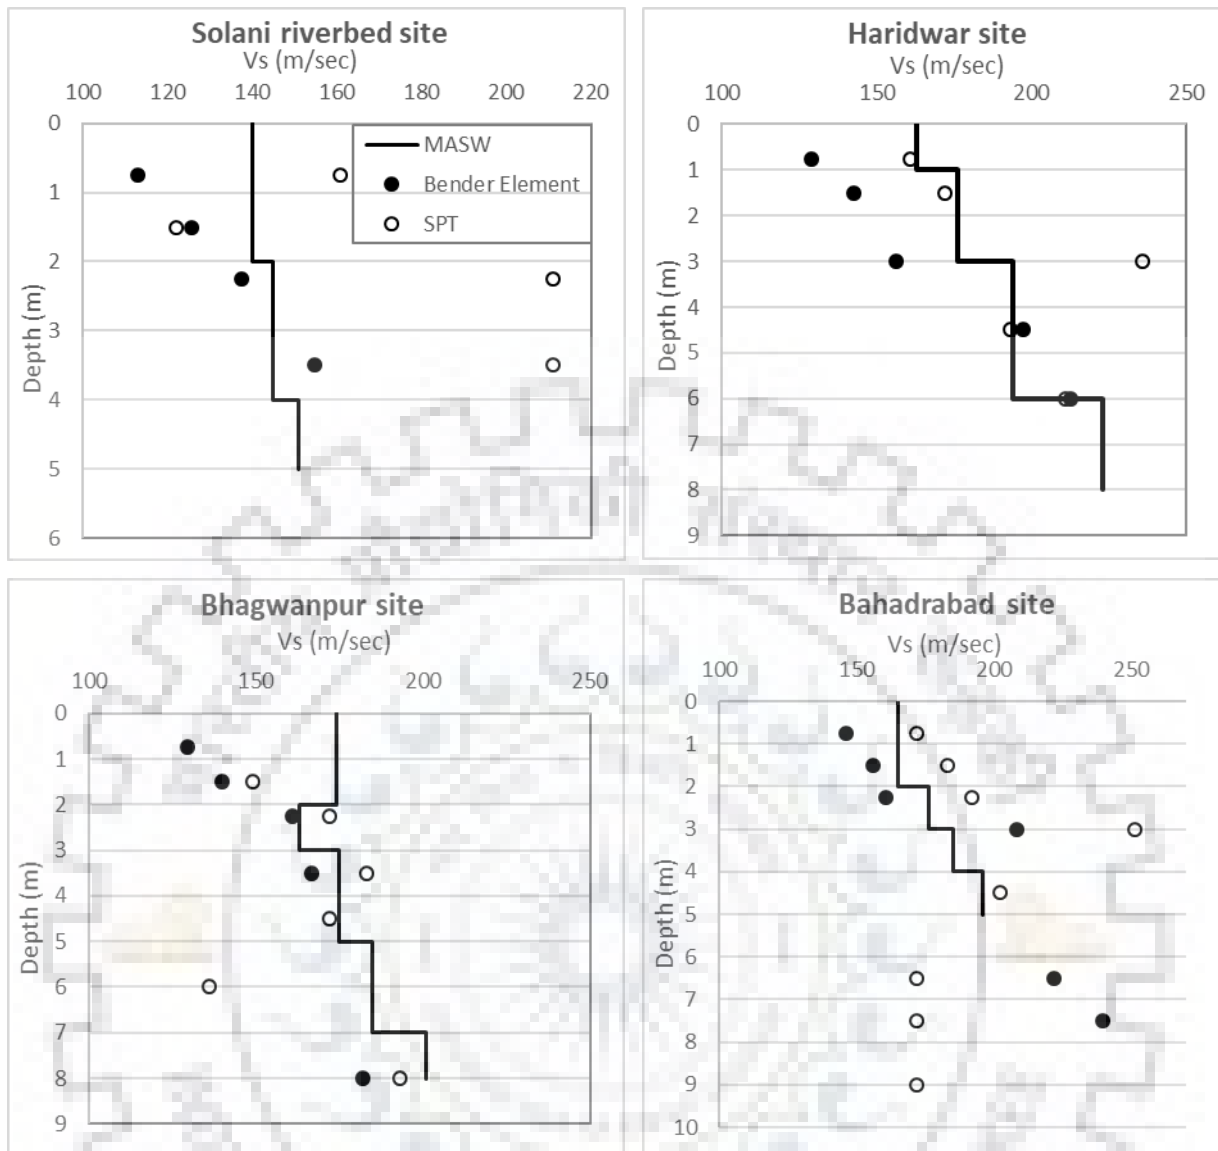 Solani riverbed site
Vs (m/sec)
100 120 140 160 180 200 220
0
MASW
Bender Element
SPT
1
2
3
4
5
6
Depth (m)
Haridwar site
Vs (m/sec)
100 150 200 250
0
1
2
3
4
5
6
7
8
9
Depth (m)
Bhagwanpur site
Vs (m/sec)
100 150 200 250
0
1
2
3
4
5
6
7
8
9
Depth (m)
Bahadrabad site
Vs (m/sec)
100 150 200 250
0
1
2
3
4
5
6
7
8
9
10
Depth (m)